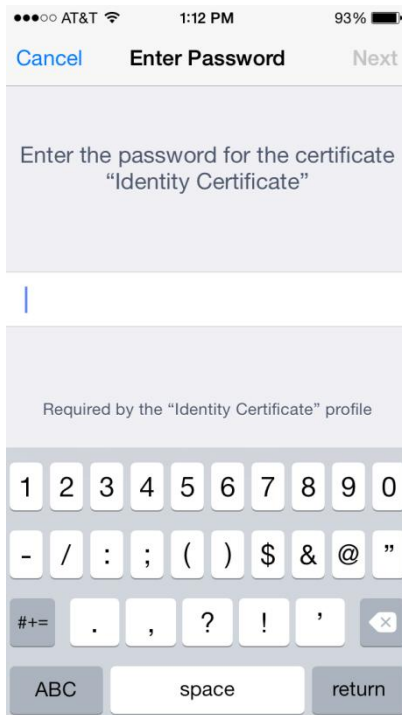 AT&T 1:12 PM 93%
Cancel Enter Password Next
Enter the password for the certificate
“Identity Certificate”
Required by the “Identity Certificate” profile
1 2 3 4 5 6 7 8 9 0
- / : ; ( ) $ & @ ”
#+= . , ? ! ’
ABC space return